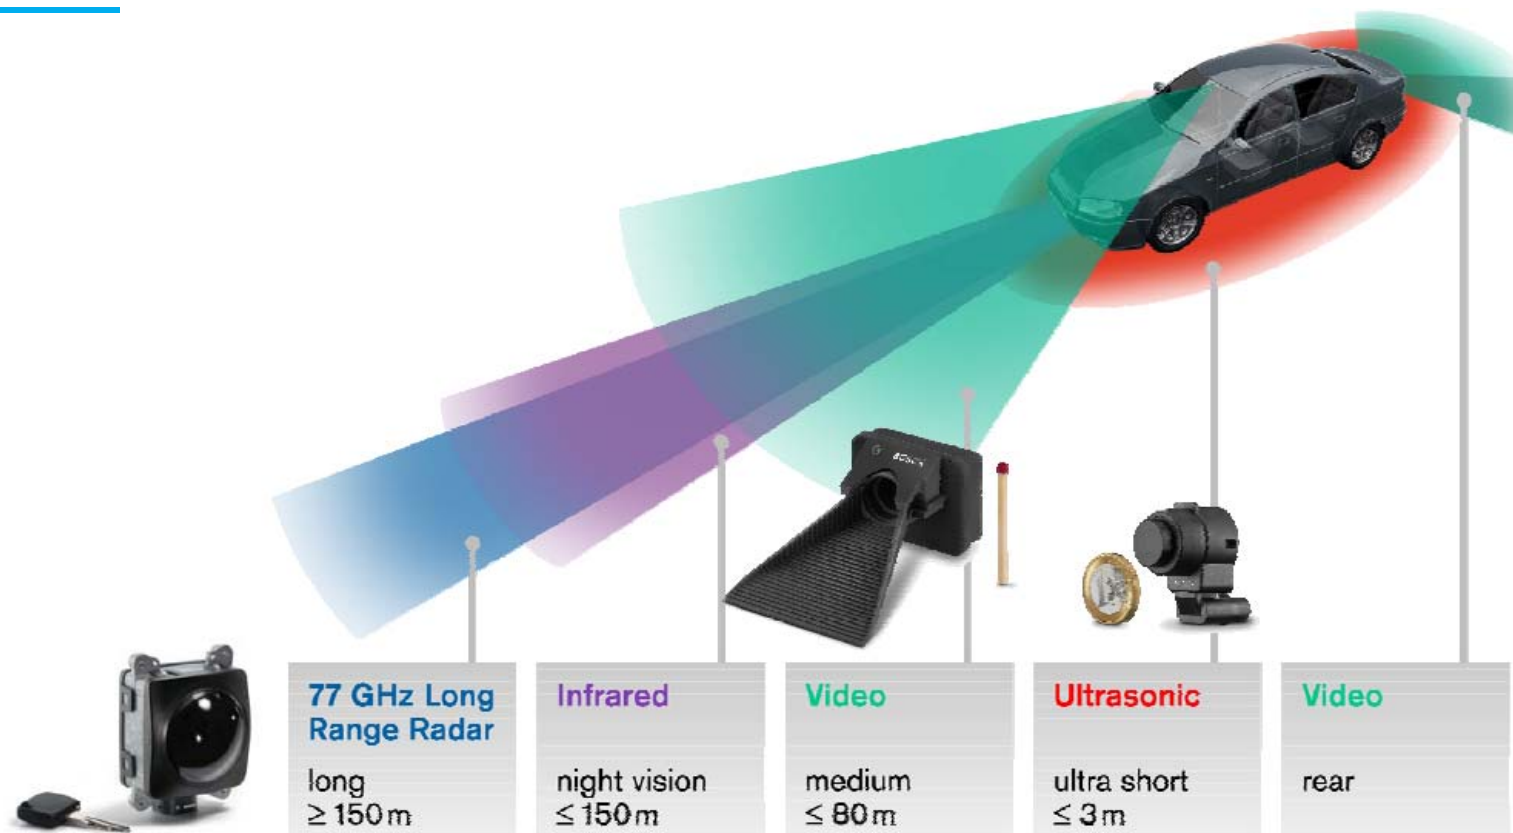 BOSCH
77 GHz Long
Range Radar
long
≥ 150 m
Infrared
night vision
≤ 150 m
Video
medium
≤ 80 m
Ultrasonic
ultra short
≤ 3 m
Video
rear